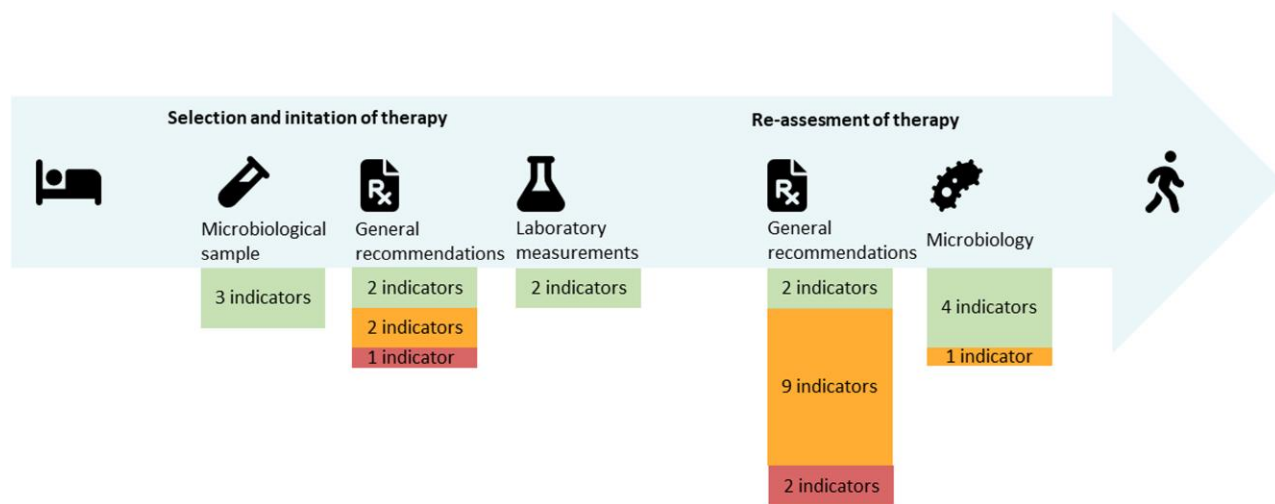 Selection and initation of therapy
Re-assesment of therapy
Rx
Rx
Microbiological
sample
General
recommendations
Laboratory
measurements
General
recommendations
Microbiology
3 indicators
2 indicators
2 indicators
1 indicator
2 indicators
2 indicators
9 indicators
2 indicators
4 indicators
1 indicator